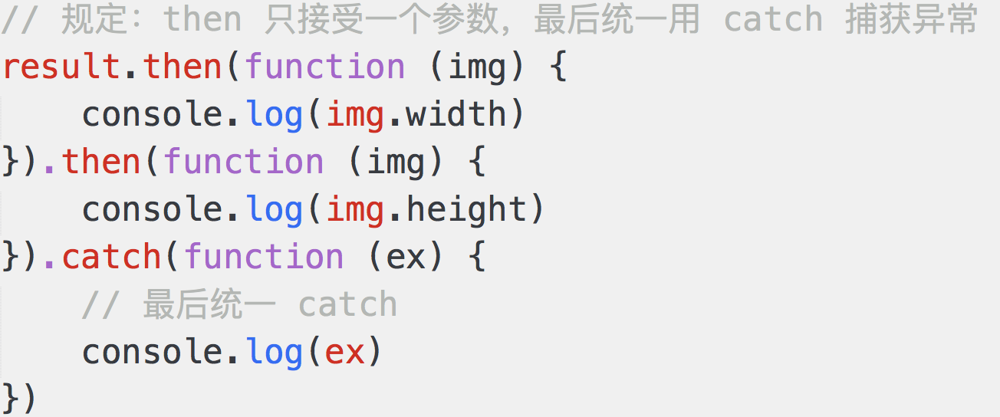 // 规定：then 只接受一个参数，最后统一用 catch 捕获异常
result.then(function (img) {
    console.log(img.width)
}).then(function (img) {
    console.log(img.height)
}).catch(function (ex) {
    // 最后统一 catch
    console.log(ex)
})